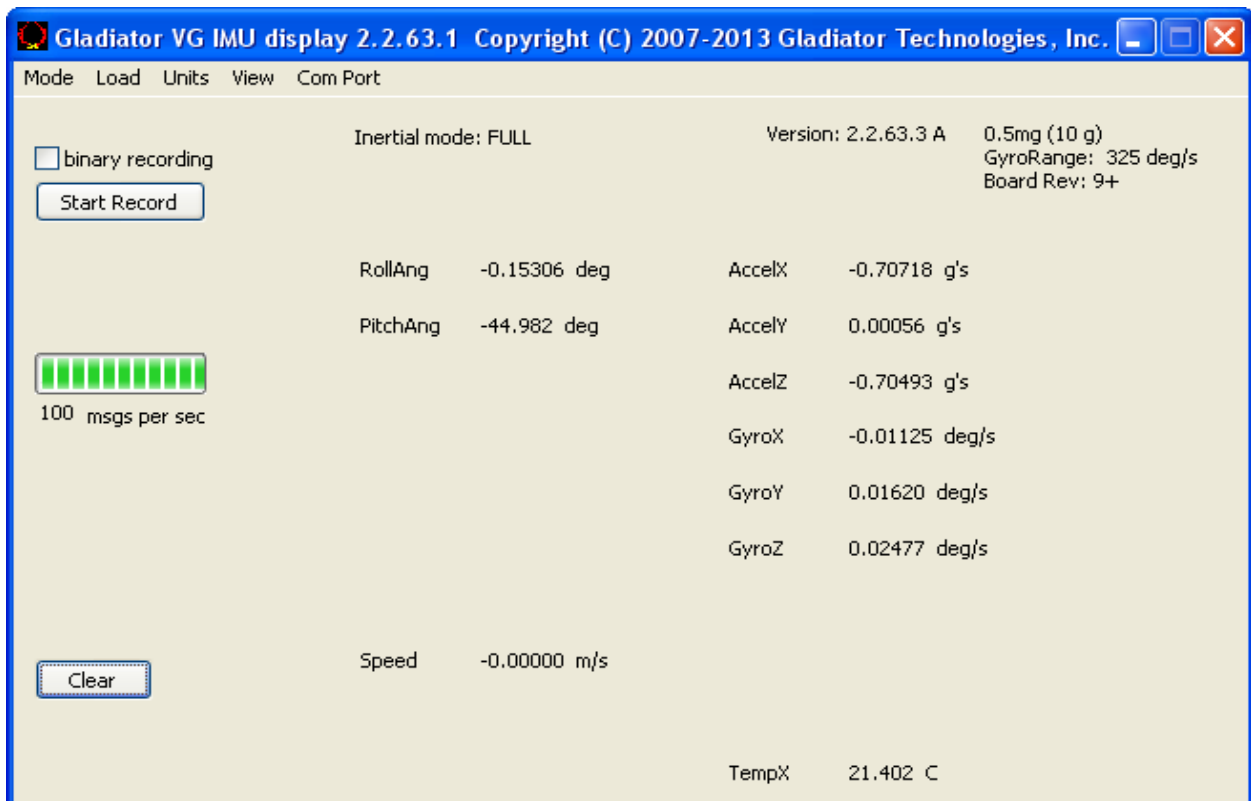 Gladiator VG IMU display 2.2.63.1 Copyright (C) 2007-2013 Gladiator Technologies, Inc.
Mode Load Units View Com Port
binary recording
Start Record
Inertial mode: FULL
Version: 2.2.63.3 A
0.5mg (10 g)
GyroRange: 325 deg/s
Board Rev: 9+
RollAng -0.15306 deg
AccelX -0.70718 g's
PitchAng -44.982 deg
AccelY 0.00056 g's
100 msgs per sec
AccelZ -0.70493 g's
GyroX -0.01125 deg/s
GyroY 0.01620 deg/s
GyroZ 0.02477 deg/s
Clear
Speed -0.00000 m/s
TempX 21.402 C